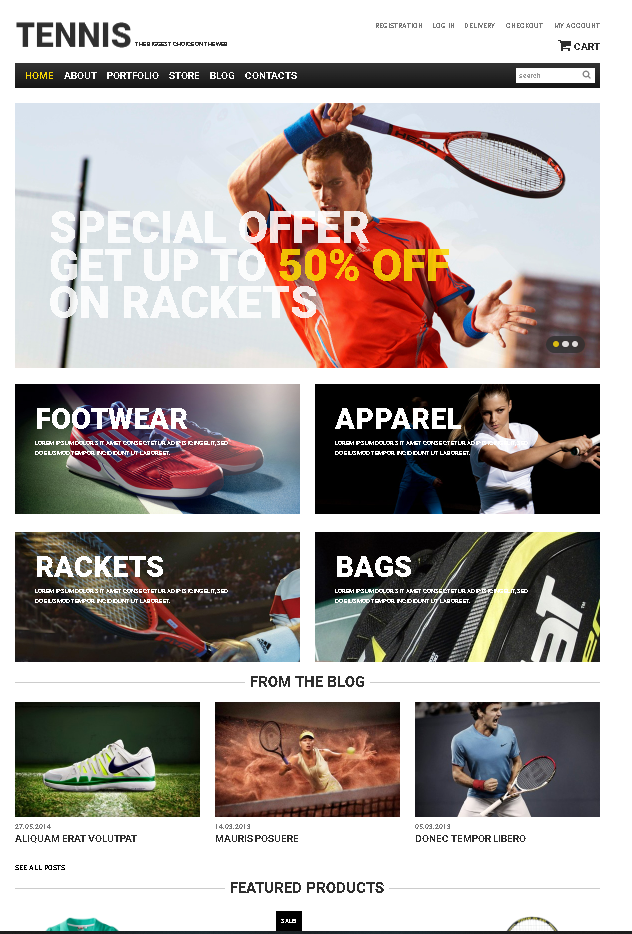 TENNIS
THE BIGGEST CHOICE ON THE WEB
REGISTRATION LOG IN DELIVERY CHECKOUT MY ACCOUNT
CART
HOME ABOUT PORTFOLIO STORE BLOG CONTACTS
search
HEAD
SPECIAL OFFER
GET UP TO 50% OFF
ON RACKETS
FOOTWEAR
LOREM IPSUM DOLOR SIT AMET CONSECTETUR ADIPISICING ELIT, SED
DO EIUSMOD TEMPOR INCIDIDUNT UT LABOREET.
APPAREL
LOREM IPSUM DOLOR SIT AMET CONSECTETUR ADIPISICING ELIT, SED
DO EIUSMOD TEMPOR INCIDIDUNT UT LABOREET.
RACKETS
LOREM IPSUM DOLOR SIT AMET CONSECTETUR ADIPISICING ELIT, SED
DO EIUSMOD TEMPOR INCIDIDUNT UT LABOREET.
BAGS
LOREM IPSUM DOLOR SIT AMET CONSECTETUR ADIPISICING ELIT, SED
DO EIUSMOD TEMPOR INCIDIDUNT UT LABOREET.
FROM THE BLOG
27.05.2014
ALIQUAM ERAT VOLUTPAT
14.03.2013
MAURIS POSUERE
05.03.2013
DONEC TEMPOR LIBERO
SEE ALL POSTS
FEATURED PRODUCTS
SALE!